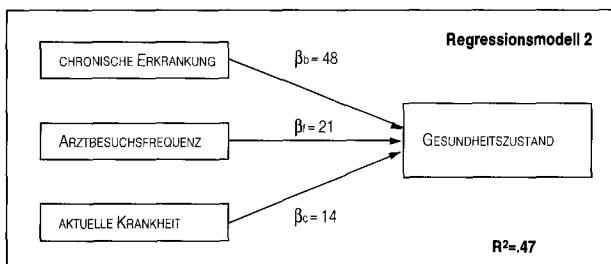 Regressionsmodell 2
CHRONISCHE ERKRANKUNG
βb= 48
ARZTBESUCHSFREQUENZ
βf= 21
GESUNDHEITSZUSTAND
AKTUELLE KRANKHEIT
βc= 14
R²=.47